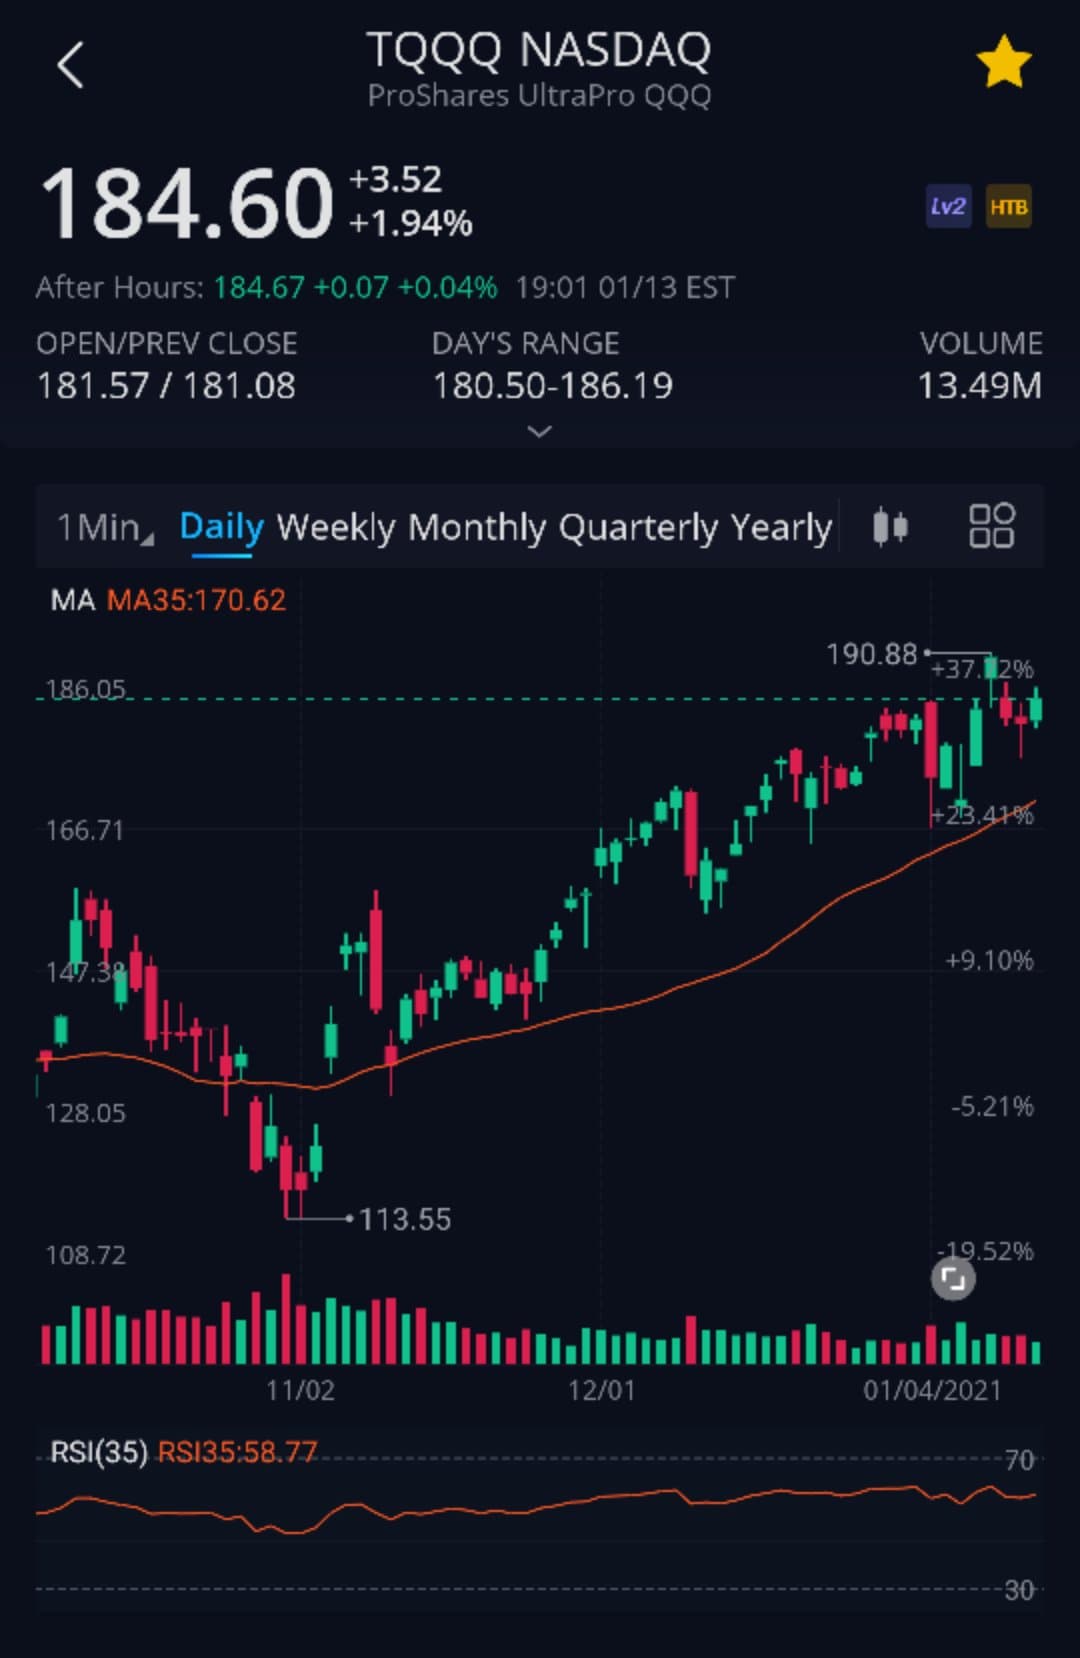 TQQQ NASDAQ
ProShares UltraPro QQQ
184.60 +3.52
+1.94%
Lv2 HTB
After Hours: 184.67 +0.07 +0.04% 19:01 01/13 EST
OPEN/PREV CLOSE DAY'S RANGE VOLUME
181.57 / 181.08 180.50-186.19 13.49M
1Min Daily Weekly Monthly Quarterly Yearly
MA MA35:170.62
190.88
186.05
166.71 +23.41%
147.38 +9.10%
128.05 -5.21%
113.55
108.72 -19.52%
11/02 12/01 01/04/2021
RSI(35) RSI35:58.77 70
30